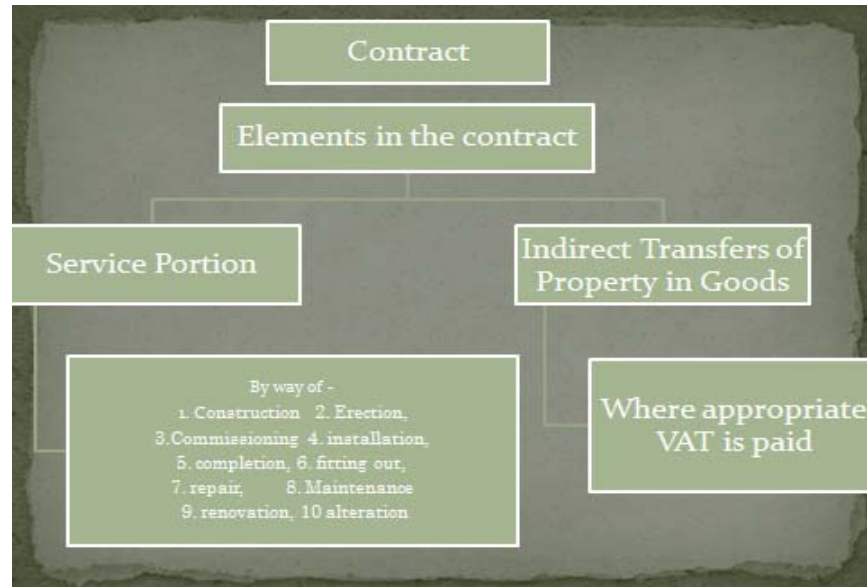 Contract
Elements in the contract
Service Portion
Indirect Transfers of
Property in Goods
By way of -
1. Construction 2. Erection,
3.Commissioning 4. installation,
5. completion, 6. fitting out,
7. repair, 8. Maintenance
9. renovation, 10 alteration
Where appropriate
VAT is paid